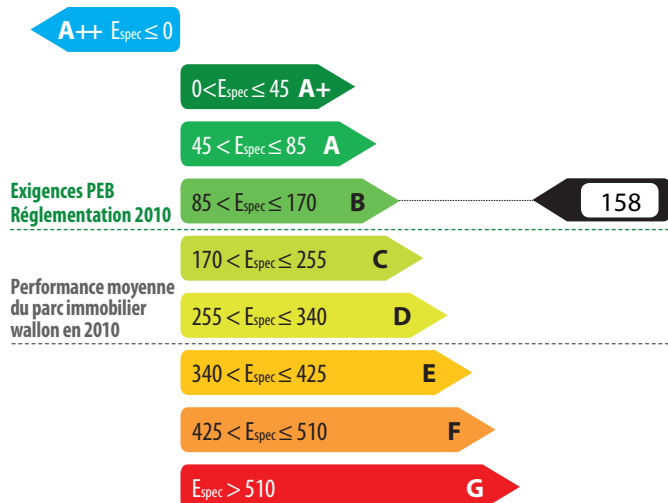 A++ Espec ≤ 0
0 < Espec ≤ 45 A+
45 < Espec ≤ 85 A
Exigences PEB
Réglementation 2010
85 < Espec ≤ 170 B
158
170 < Espec ≤ 255 C
Performance moyenne
du parc immobilier
wallon en 2010
255 < Espec ≤ 340 D
340 < Espec ≤ 425 E
425 < Espec ≤ 510 F
Espec > 510 G